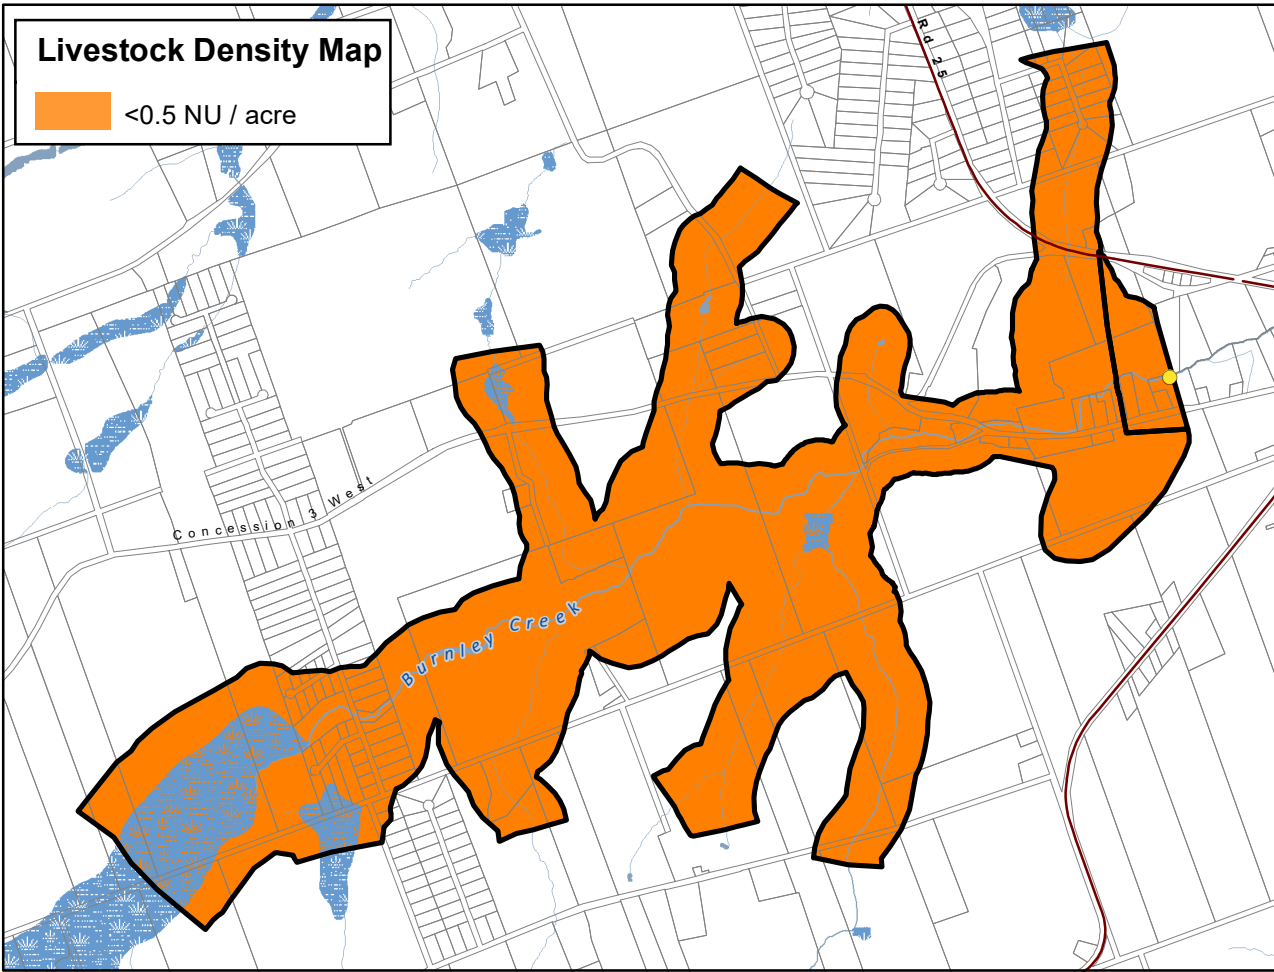 Livestock Density Map
<0.5 NU / acre
Rd 25
Concession 3 West
Burnley Creek